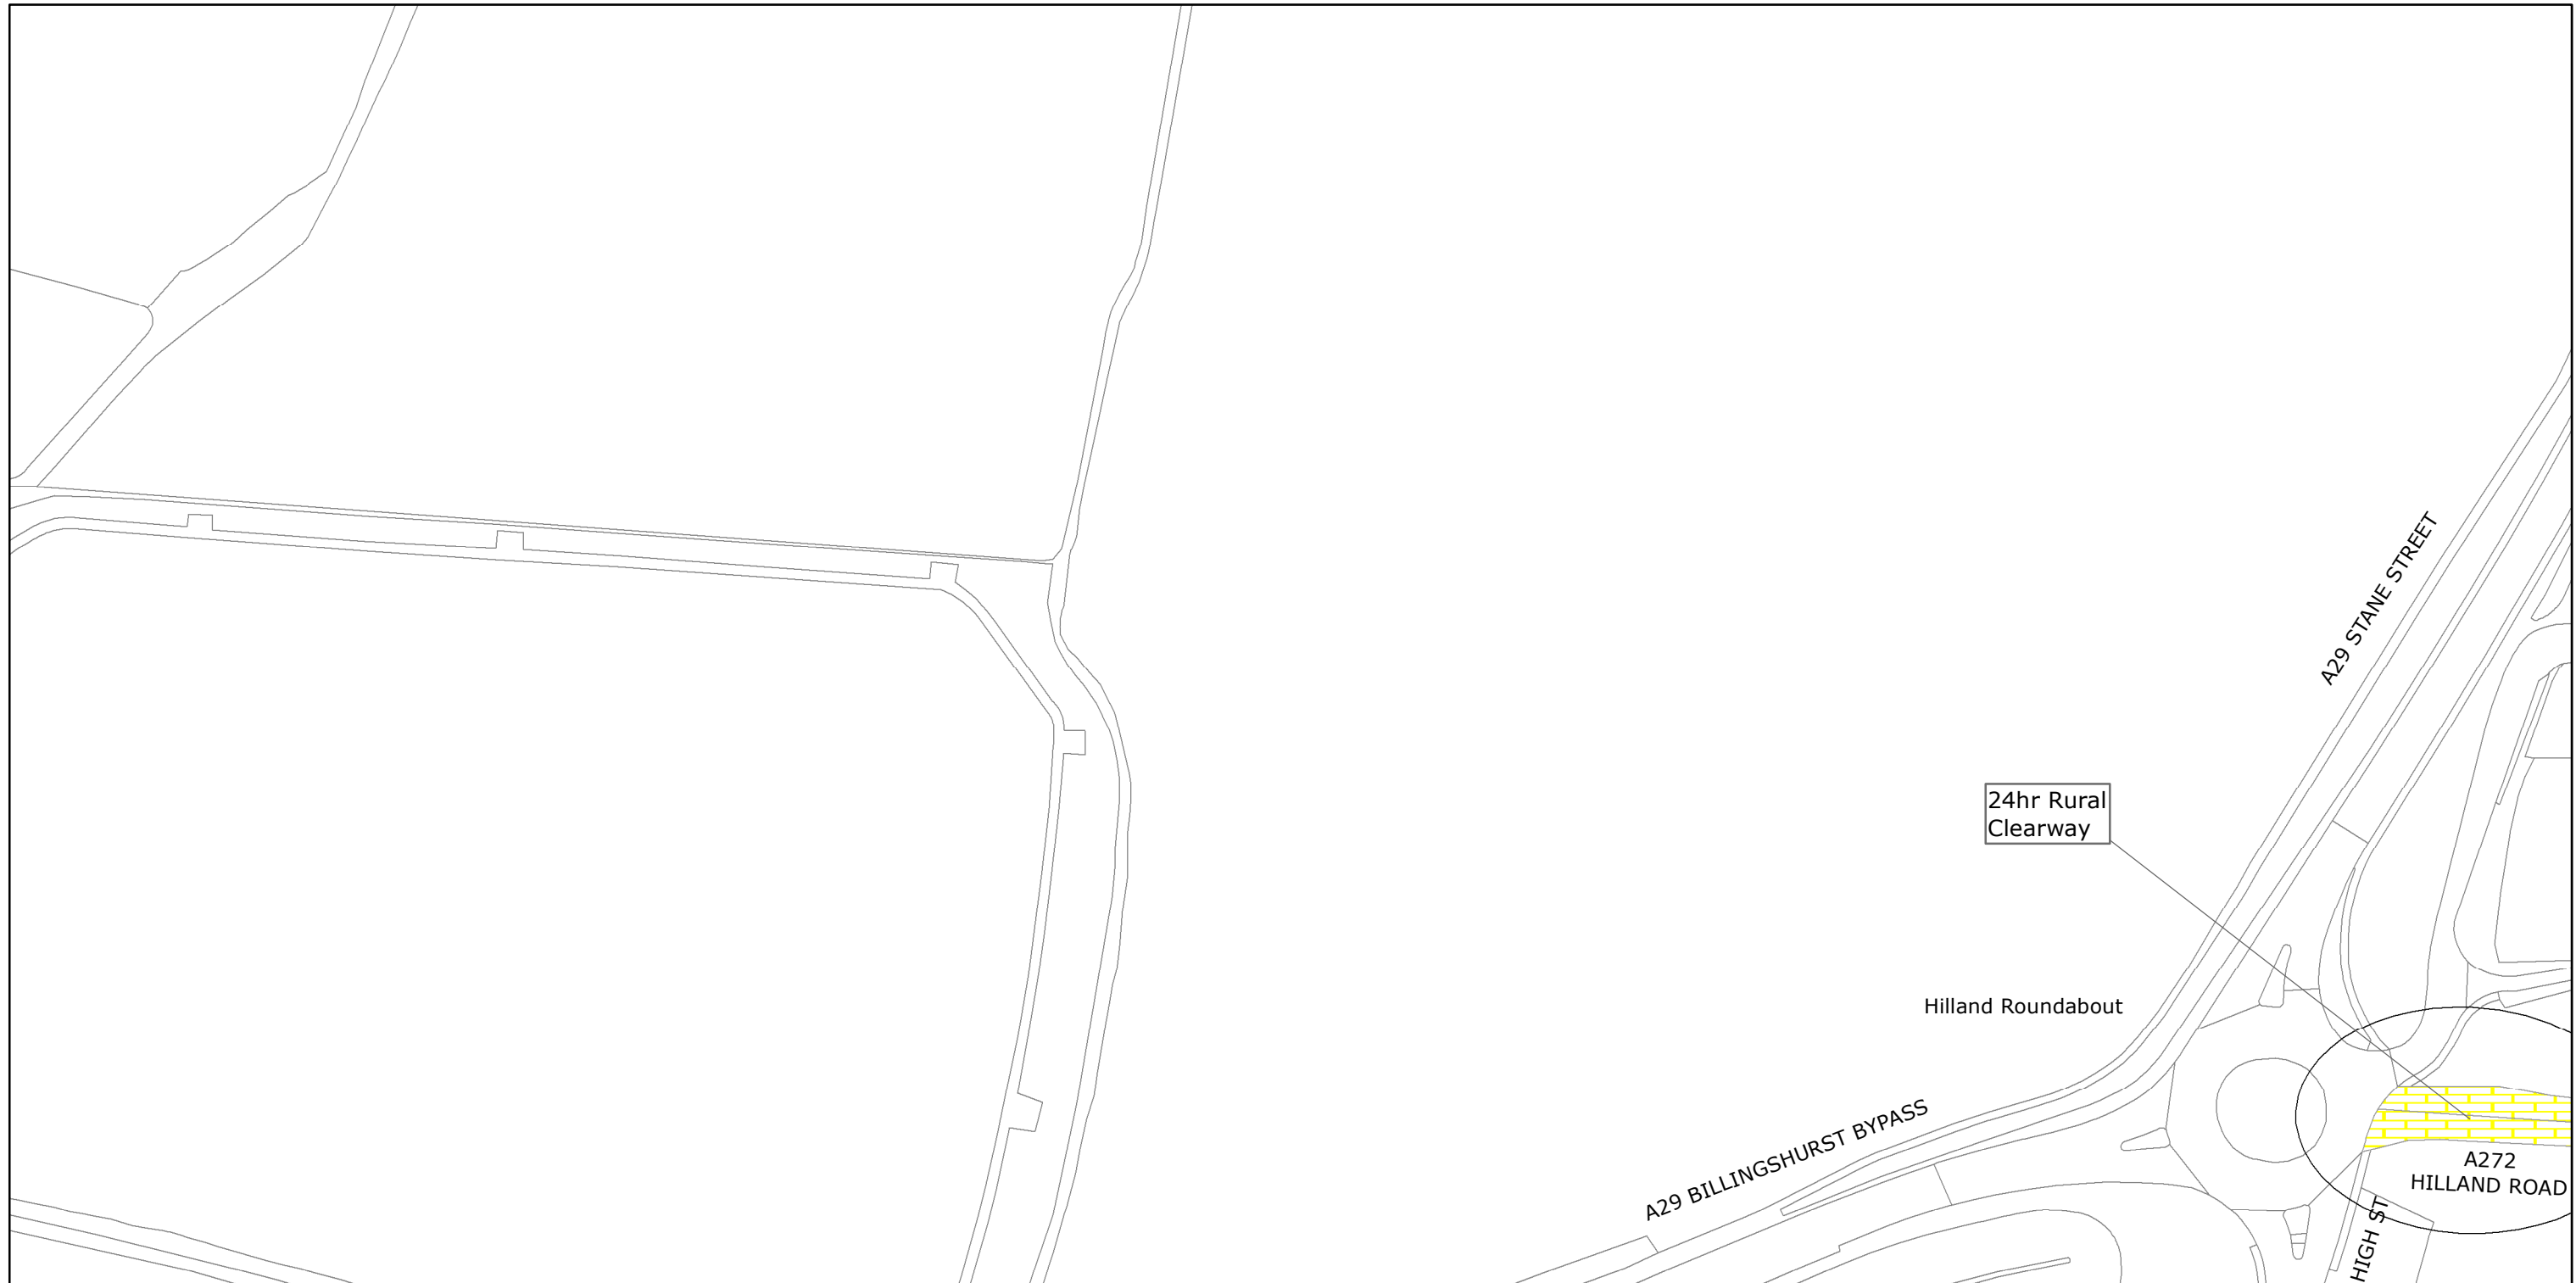 A29 STANE STREET
24hr Rural
Clearway
Hilland Roundabout
A29 BILLINGSHURST BYPASS
A272
HILLAND ROAD
HIGH ST